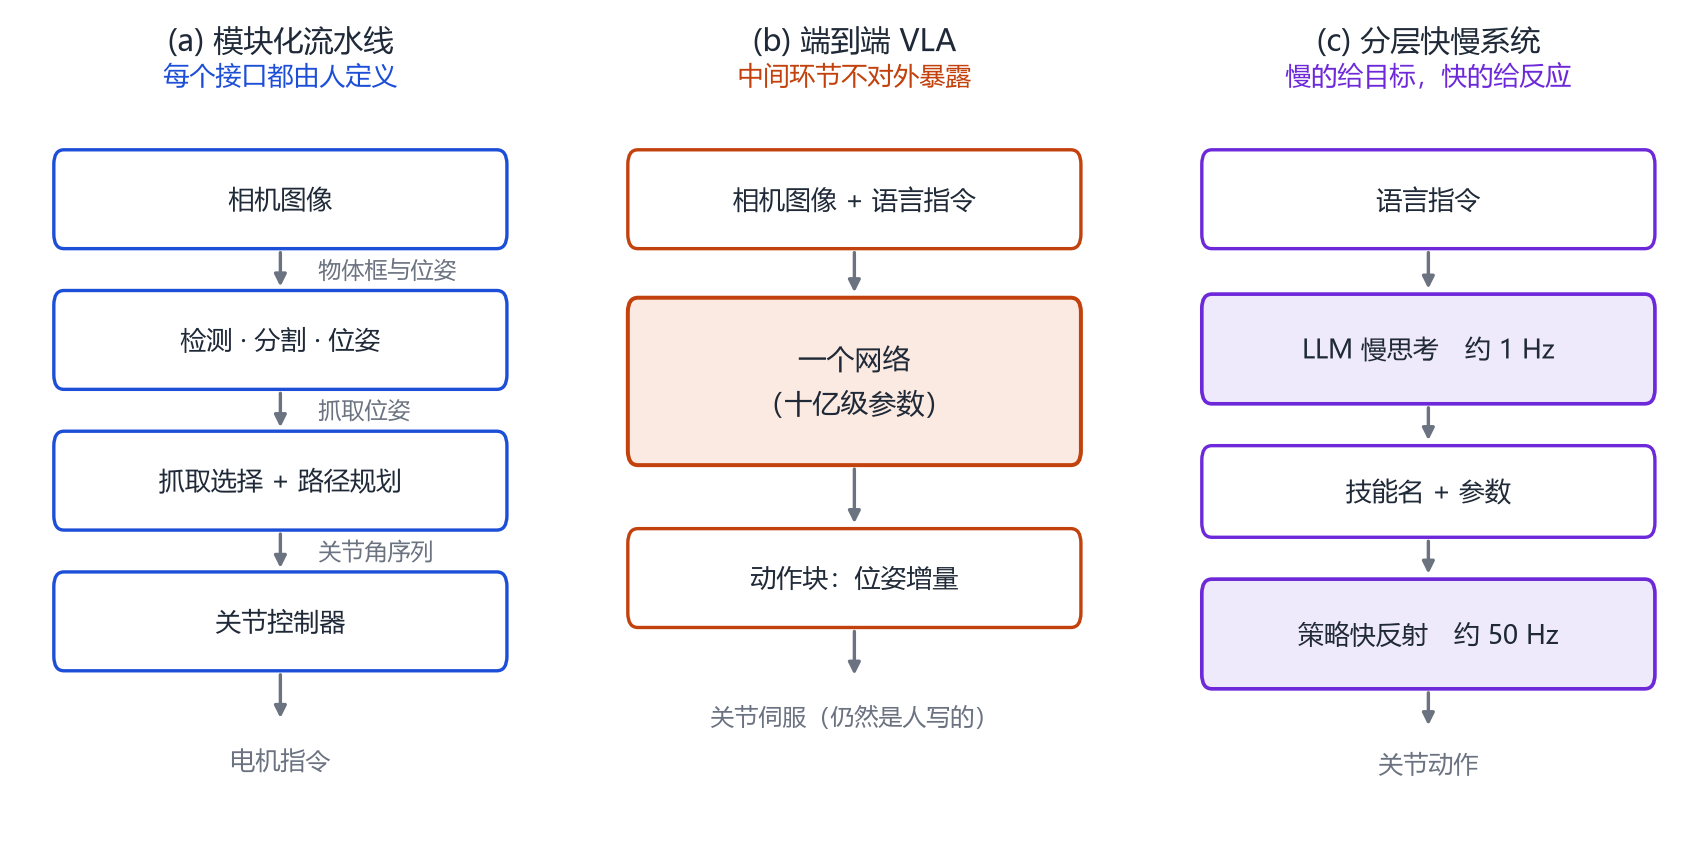 (a) 模块化流水线
每个接口都由人定义
相机图像
物体框与位姿
检测 · 分割 · 位姿
抓取位姿
抓取选择 + 路径规划
关节角序列
关节控制器
电机指令
(b) 端到端 VLA
中间环节不对外暴露
相机图像 + 语言指令
一个网络
（十亿级参数）
动作块：位姿增量
关节伺服（仍然是人写的）
(c) 分层快慢系统
慢的给目标，快的给反应
语言指令
LLM 慢思考　约 1 Hz
技能名 + 参数
策略快反射　约 50 Hz
关节动作